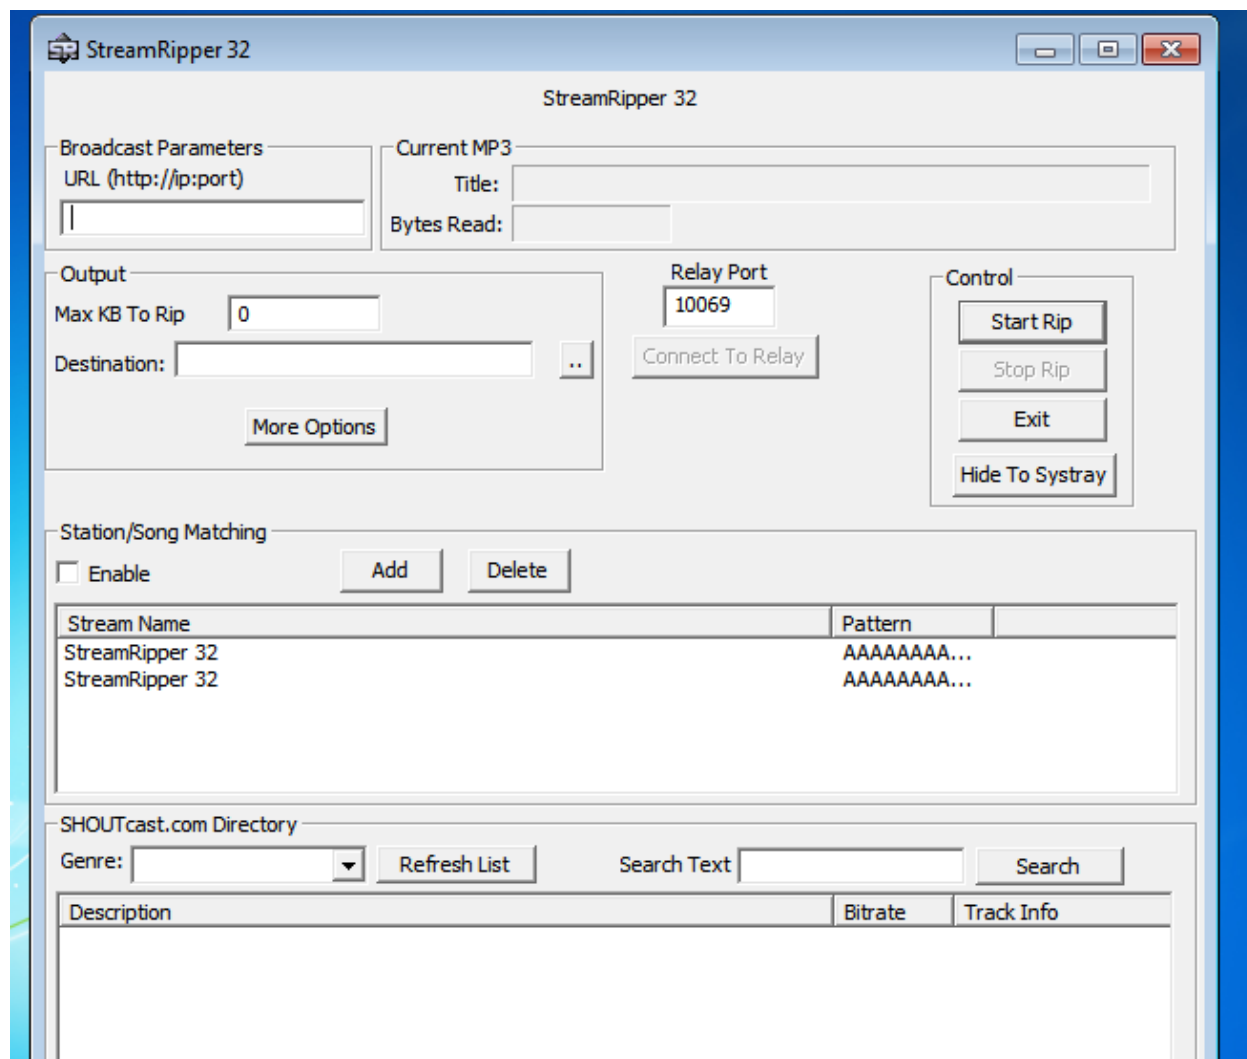 StreamRipper 32
StreamRipper 32
Broadcast Parameters
URL (http://ip:port)
Current MP3
Title:
Bytes Read:
Output
Max KB To Rip 0
Destination: ..
More Options
Relay Port
10069
Connect To Relay
Control
Start Rip
Stop Rip
Exit
Hide To Systray
Station/Song Matching
Enable Add Delete
Stream Name Pattern
StreamRipper 32 AAAAAAAA...
StreamRipper 32 AAAAAAAA...
SHOUTcast.com Directory
Genre: Refresh List Search Text Search
Description Bitrate Track Info